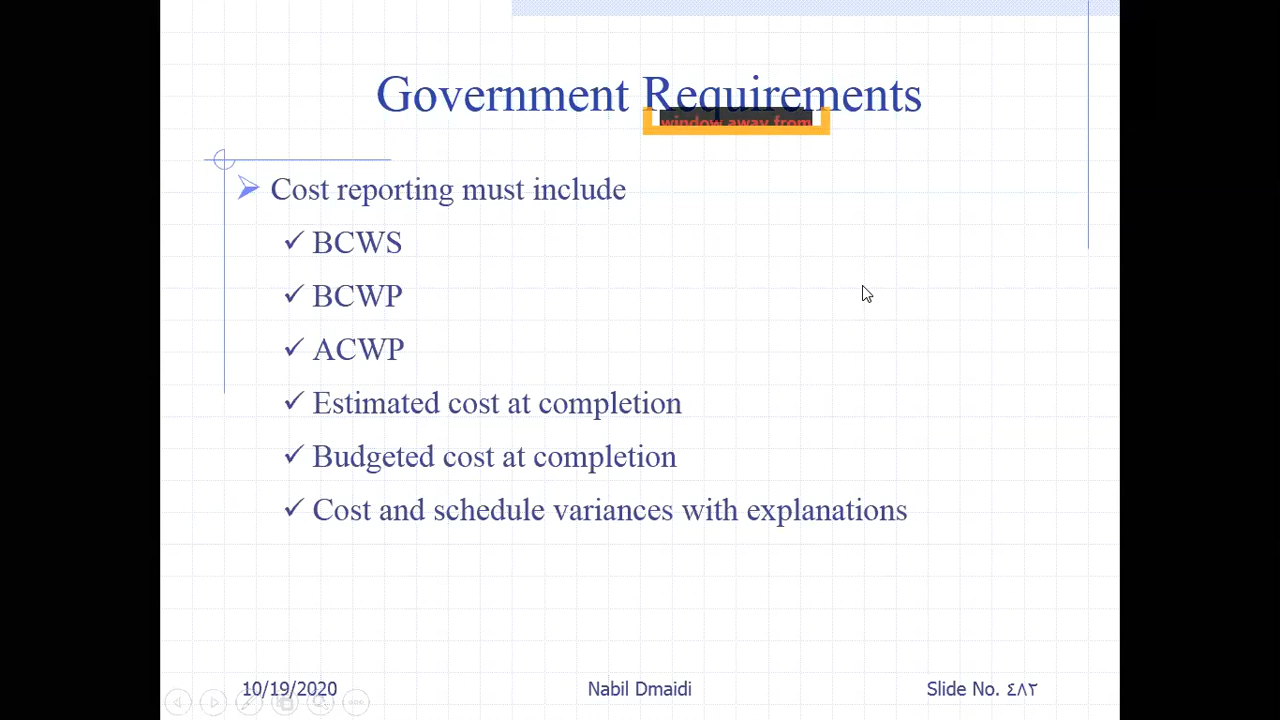 Government Requirements
window away from
Cost reporting must include
BCWS
BCWP
ACWP
Estimated cost at completion
Budgeted cost at completion
Cost and schedule variances with explanations
10/19/2020 Nabil Dmaidi Slide No. ٤٨٢